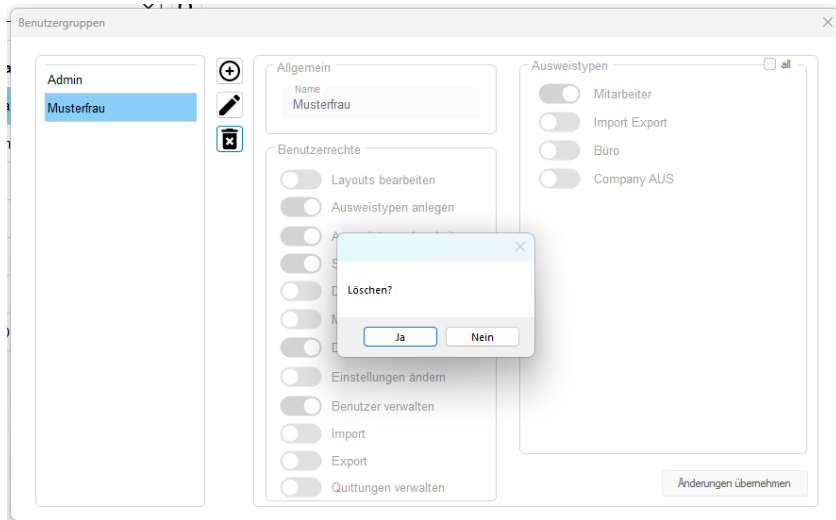 Benutzergruppen
Admin
Musterfrau
Allgemein
Name
Musterfrau
Benutzerrechte
Layouts bearbeiten
Ausweistypen anlegen
Einstellungen ändern
Benutzer verwalten
Import
Export
Quittungen verwalten
Ausweistypen
all
Mitarbeiter
Import Export
Büro
Company AUS
Löschen?
Ja
Nein
Änderungen übernehmen